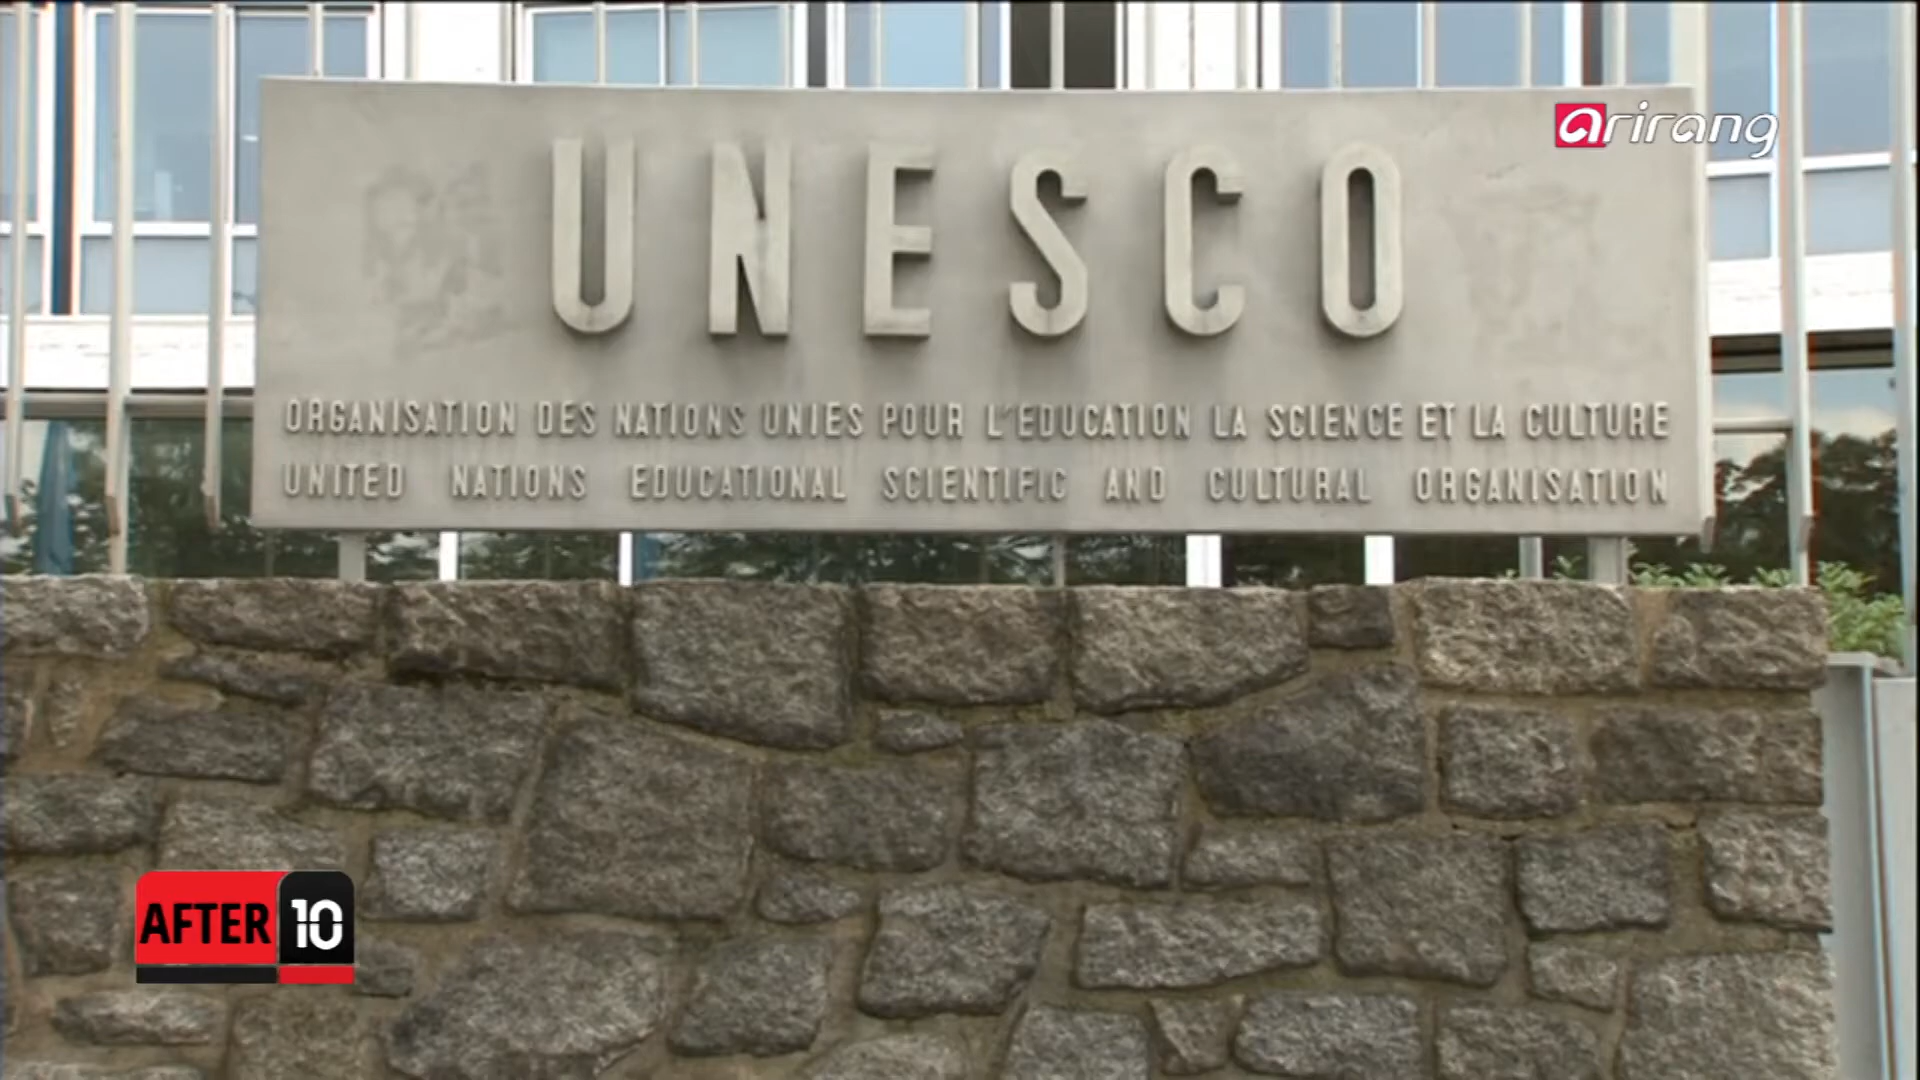 arirang
UNESCO
ORGANISATION DES NATIONS UNIES POUR L'EDUCATION LA SCIENCE ET LA CULTURE
UNITED NATIONS EDUCATIONAL SCIENTIFIC AND CULTURAL ORGANISATION
AFTER 10